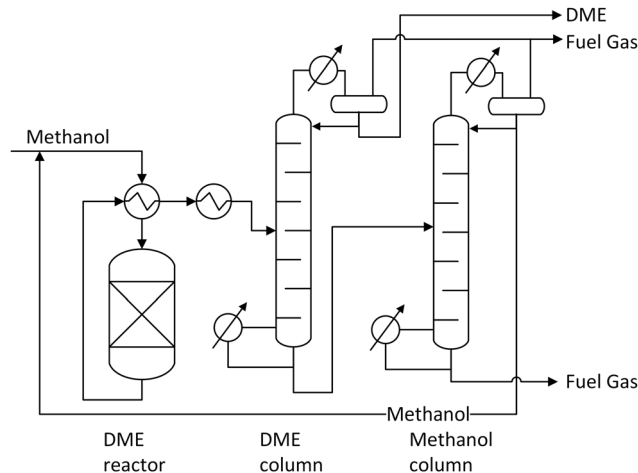 DME
Fuel Gas
Methanol
Fuel Gas
Methanol
DME
reactor
DME
column
Methanol
column